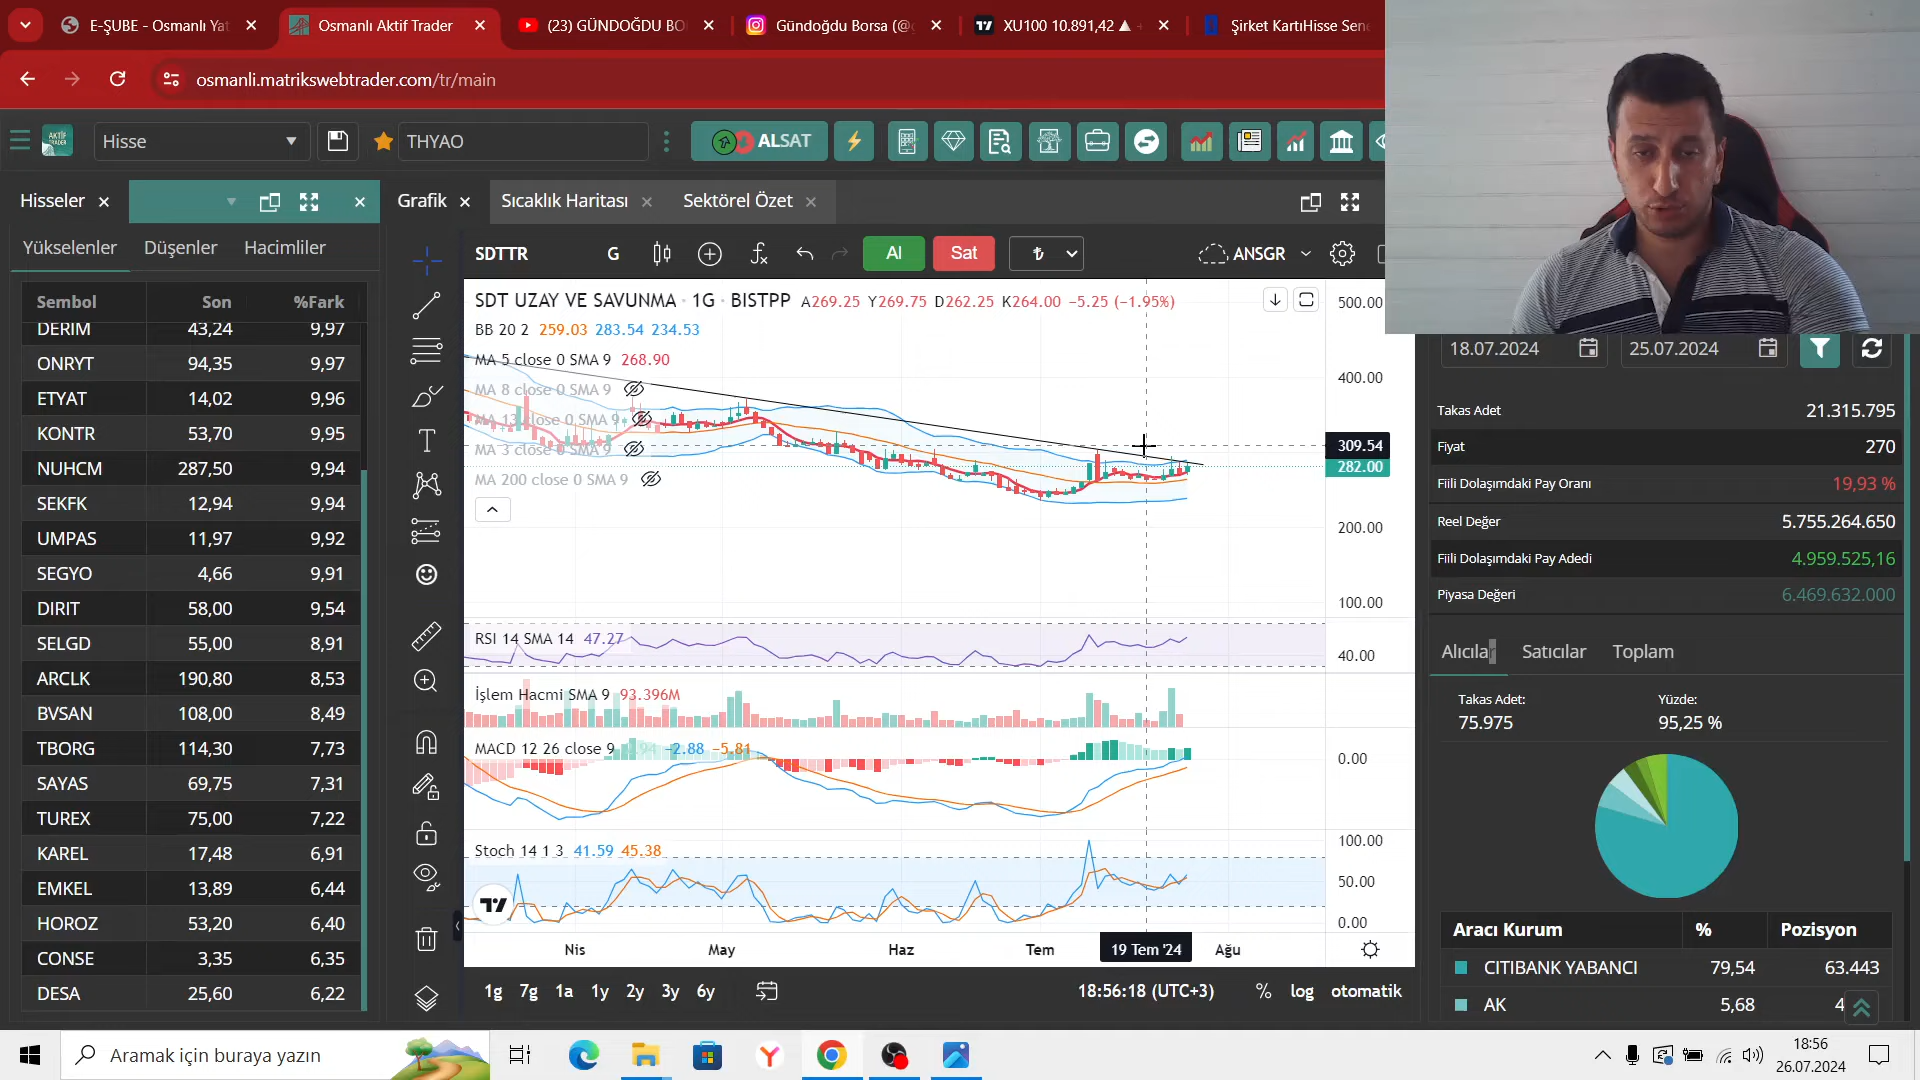 E-ŞUBE - Osmanlı Yat
Osmanlı Aktif Trader
(23) GÜNDOĞDU BO
Gündoğdu Borsa (@g
XU100 10.891,42 ▲
Şirket KartıHisse Sene
osmanli.matrikswebtrader.com/tr/main
AKTİF TRADER
Hisse
THYAO
ALSAT
Hisseler
Yükselenler Düşenler Hacimliler
Sembol Son %Fark
DERIM 43,24 9,97
ONRYT 94,35 9,97
ETYAT 14,02 9,96
KONTR 53,70 9,95
NUHCM 287,50 9,94
SEKFK 12,94 9,94
UMPAS 11,97 9,92
SEGYO 4,66 9,91
DIRIT 58,00 9,54
SELGD 55,00 8,91
ARCLK 190,80 8,53
BVSAN 108,00 8,49
TBORG 114,30 7,73
SAYAS 69,75 7,31
TUREX 75,00 7,22
KAREL 17,48 6,91
EMKEL 13,89 6,44
HOROZ 53,20 6,40
CONSE 3,35 6,35
DESA 25,60 6,22
Grafik Sıcaklık Haritası Sektörel Özet
SDTTR G Al Sat ₺ ANSGR
SDT UZAY VE SAVUNMA · 1G · BISTPP A269.25 Y269.75 D262.25 K264.00 −5.25 (−1.95%)
BB 20 2 259.03 283.54 234.53
MA 5 close 0 SMA 9 268.90
MA 8 close 0 SMA 9
MA 13 close 0 SMA 9
MA 3 close 0 SMA 9
MA 200 close 0 SMA 9
500.00
400.00
309.54
282.00
200.00
100.00
RSI 14 SMA 14 47.27
40.00
İşlem Hacmi SMA 9 93.396M
MACD 12 26 close 9 −2.88 −5.81
0.00
Stoch 14 1 3 41.59 45.38
100.00
50.00
0.00
Nis May Haz Tem 19 Tem '24 Ağu
1g 7g 1a 1y 2y 3y 6y
18:56:18 (UTC+3) % log otomatik
18.07.2024 25.07.2024
Takas Adet 21.315.795
Fiyat 270
Fiili Dolaşımdaki Pay Oranı 19,93 %
Reel Değer 5.755.264.650
Fiili Dolaşımdaki Pay Adedi 4.959.525,16
Piyasa Değeri 6.469.632.000
Alıcılar Satıcılar Toplam
Takas Adet: Yüzde:
75.975 95,25 %
Aracı Kurum % Pozisyon
CITIBANK YABANCI 79,54 63.443
AK 5,68 4
Aramak için buraya yazın
18:56
26.07.2024